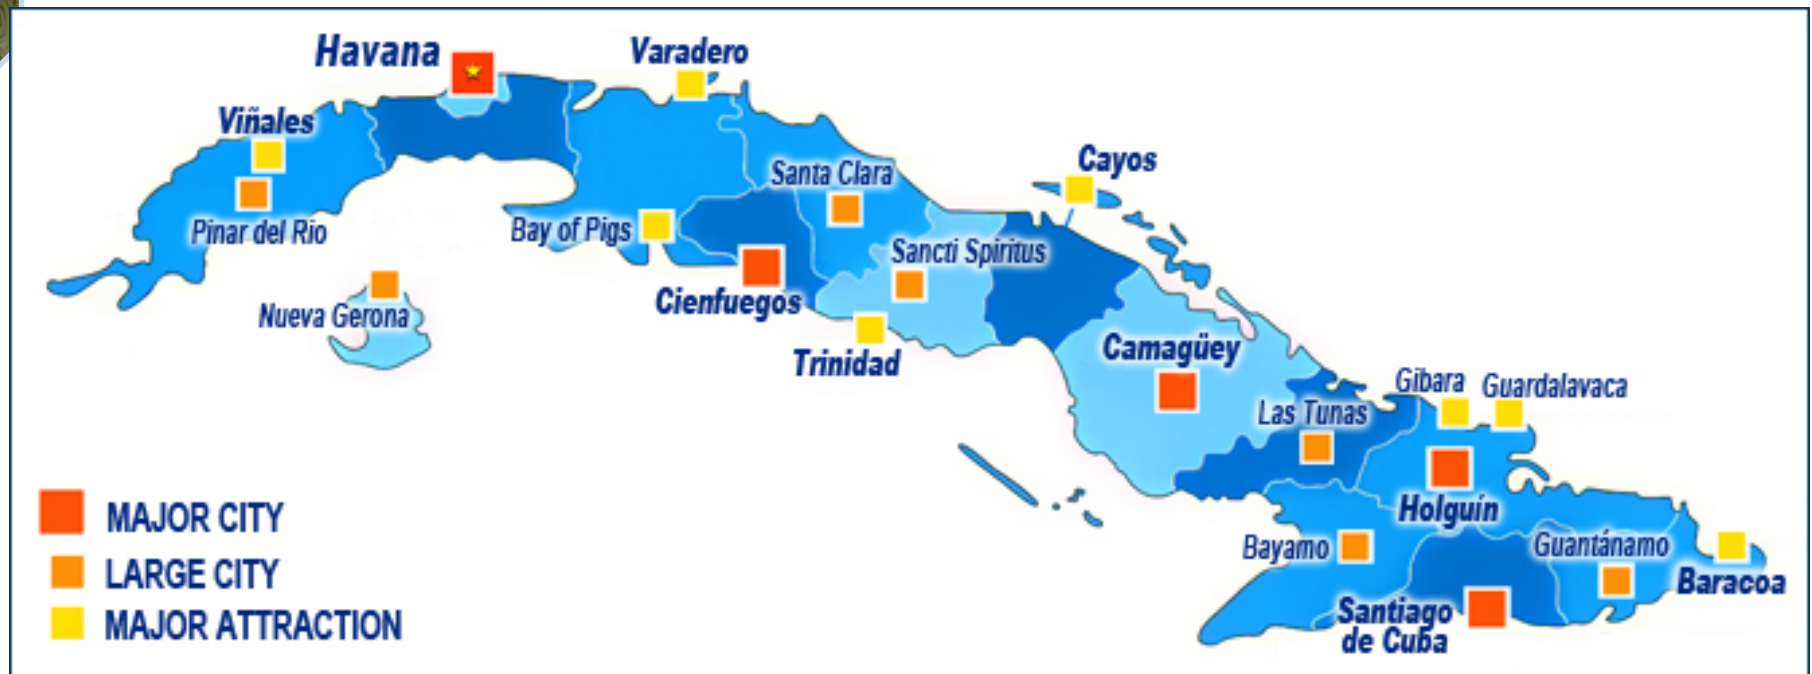 Havana
Varadero
Viñales
Cayos
Santa Clara
Pinar del Rio
Bay of Pigs
Sancti Spiritus
Nueva Gerona
Cienfuegos
Trinidad
Camagüey
Gibara
Guardalavaca
Las Tunas
Holguín
Bayamo
Guantánamo
Baracoa
Santiago
de Cuba
MAJOR CITY
LARGE CITY
MAJOR ATTRACTION